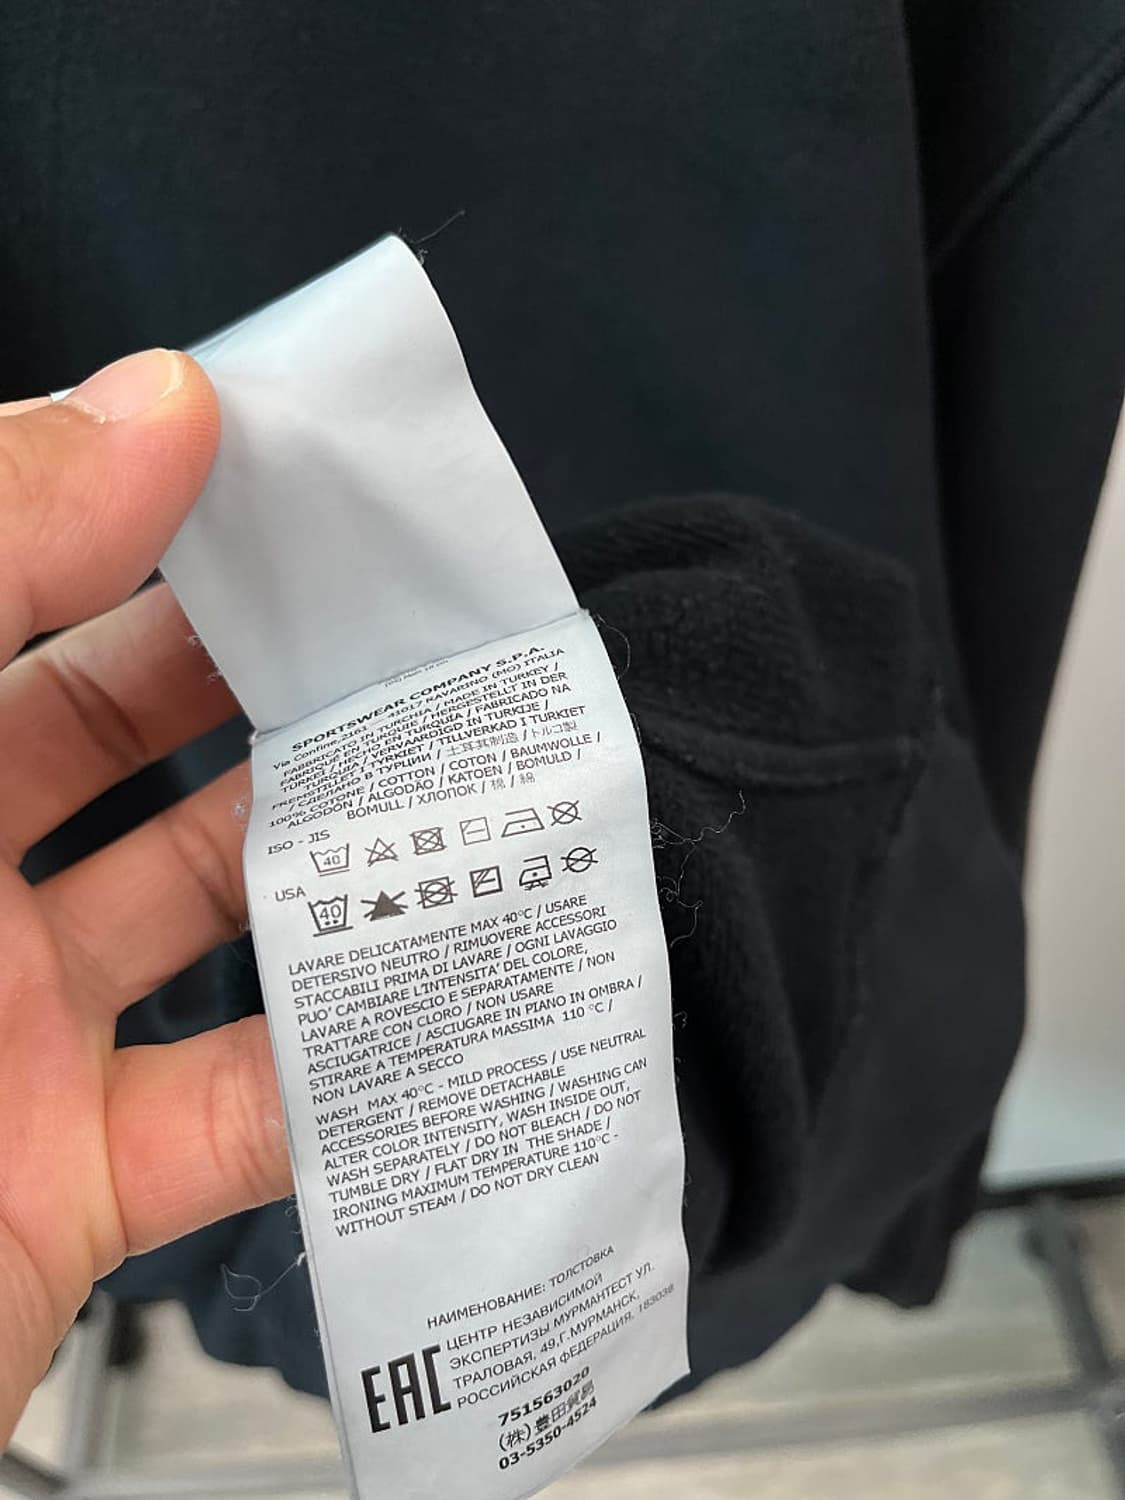 SPORTSWEAR COMPANY S.P.A.
Via Confine,2161 - 41017 RAVARINO (MO) ITALIA
FABBRICATO IN TURCHIA / MADE IN TURKEY /
FABRIQUE EN TURQUIE / HERGESTELLT IN DER
TÜRKEI / HECHO EN TURQUÍA / FABRICADO NA
TURQUIA / VERVAARDIGD IN TURKIJE /
FREMSTILLET I TYRKIET / TILLVERKAD I TURKIET
/ СДЕЛАНО В ТУРЦИИ / 土耳其制造 / トルコ製
100% COTONE / COTTON / COTON / BAUMWOLLE /
ALGODÓN / ALGODÃO / KATOEN / BOMULD /
BOMULL / ХЛОПОК / 棉 / 綿
ISO - JIS
40
USA
40
LAVARE DELICATAMENTE MAX 40°C / USARE
DETERSIVO NEUTRO / RIMUOVERE ACCESSORI
STACCABILI PRIMA DI LAVARE / OGNI LAVAGGIO
PUO' CAMBIARE L'INTENSITA' DEL COLORE,
LAVARE A ROVESCIO E SEPARATAMENTE / NON
TRATTARE CON CLORO / NON USARE
ASCIUGATRICE / ASCIUGARE IN PIANO IN OMBRA /
STIRARE A TEMPERATURA MASSIMA 110 °C /
NON LAVARE A SECCO
WASH MAX 40°C - MILD PROCESS / USE NEUTRAL
DETERGENT / REMOVE DETACHABLE
ACCESSORIES BEFORE WASHING / WASHING CAN
ALTER COLOR INTENSITY, WASH INSIDE OUT,
WASH SEPARATELY / DO NOT BLEACH / DO NOT
TUMBLE DRY / FLAT DRY IN THE SHADE /
IRONING MAXIMUM TEMPERATURE 110°C -
WITHOUT STEAM / DO NOT DRY CLEAN
НАИМЕНОВАНИЕ: ТОЛСТОВКА
EAC
ЦЕНТР НЕЗАВИСИМОЙ
ЭКСПЕРТИЗЫ МУРМАНТЕСТ УЛ.
ТРАЛОВАЯ, 49,Г.МУРМАНСК,
РОССИЙСКАЯ ФЕДЕРАЦИЯ, 183038
751563020
(株)豊田貿易
03-5350-4524